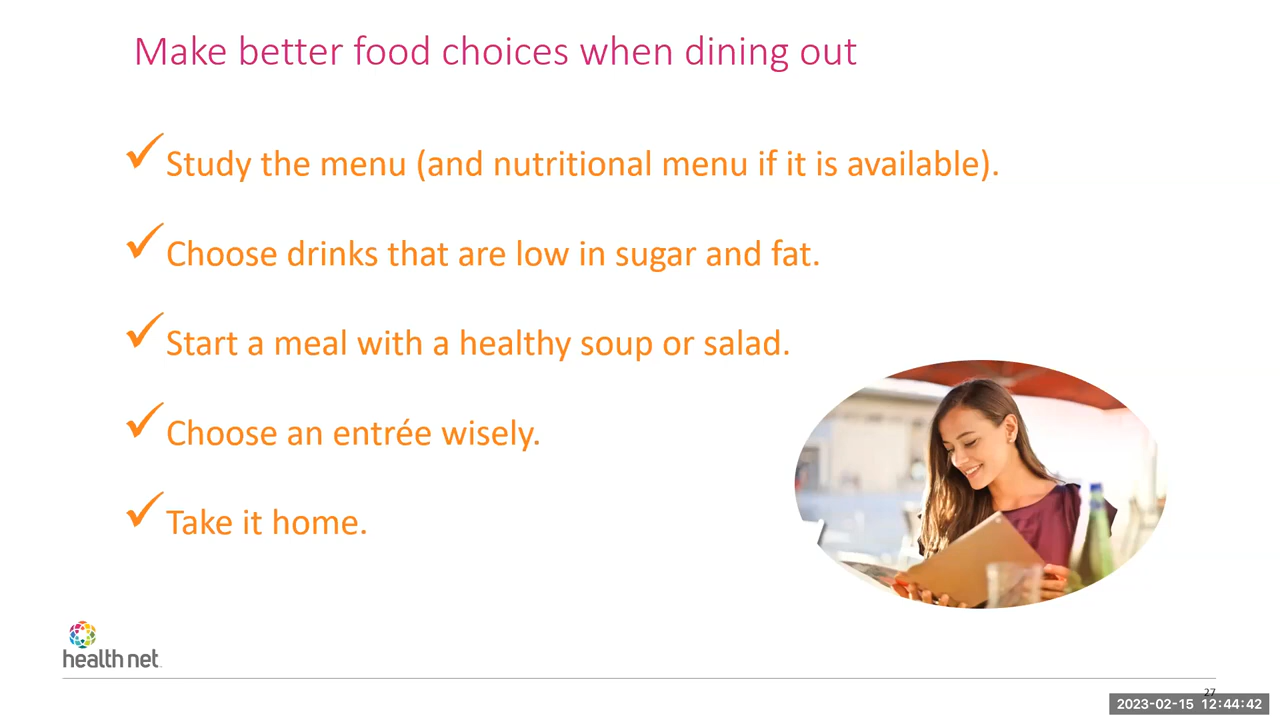 Make better food choices when dining out
Study the menu (and nutritional menu if it is available).
Choose drinks that are low in sugar and fat.
Start a meal with a healthy soup or salad.
Choose an entrée wisely.
Take it home.
health net
27
2023-02-15 12:44:42